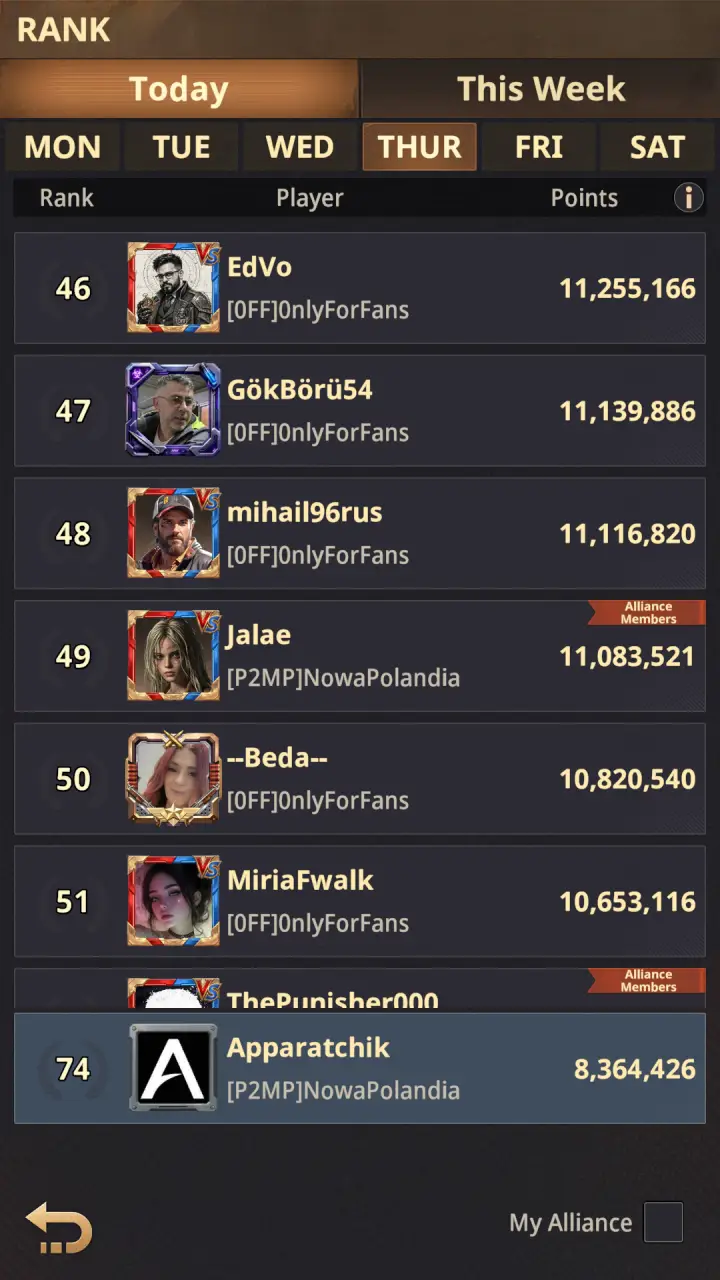 RANK
Today This Week
MON TUE WED THUR FRI SAT
Rank Player Points
46 EdVo 11,255,166
[0FF]0nlyForFans
47 GökBörü54 11,139,886
[0FF]0nlyForFans
48 mihail96rus 11,116,820
[0FF]0nlyForFans
Alliance
Members
49 Jalae 11,083,521
[P2MP]NowaPolandia
50 --Beda-- 10,820,540
[0FF]0nlyForFans
51 MiriaFwalk 10,653,116
[0FF]0nlyForFans
Alliance
Members
ThePunisher000
74 Apparatchik 8,364,426
[P2MP]NowaPolandia
My Alliance